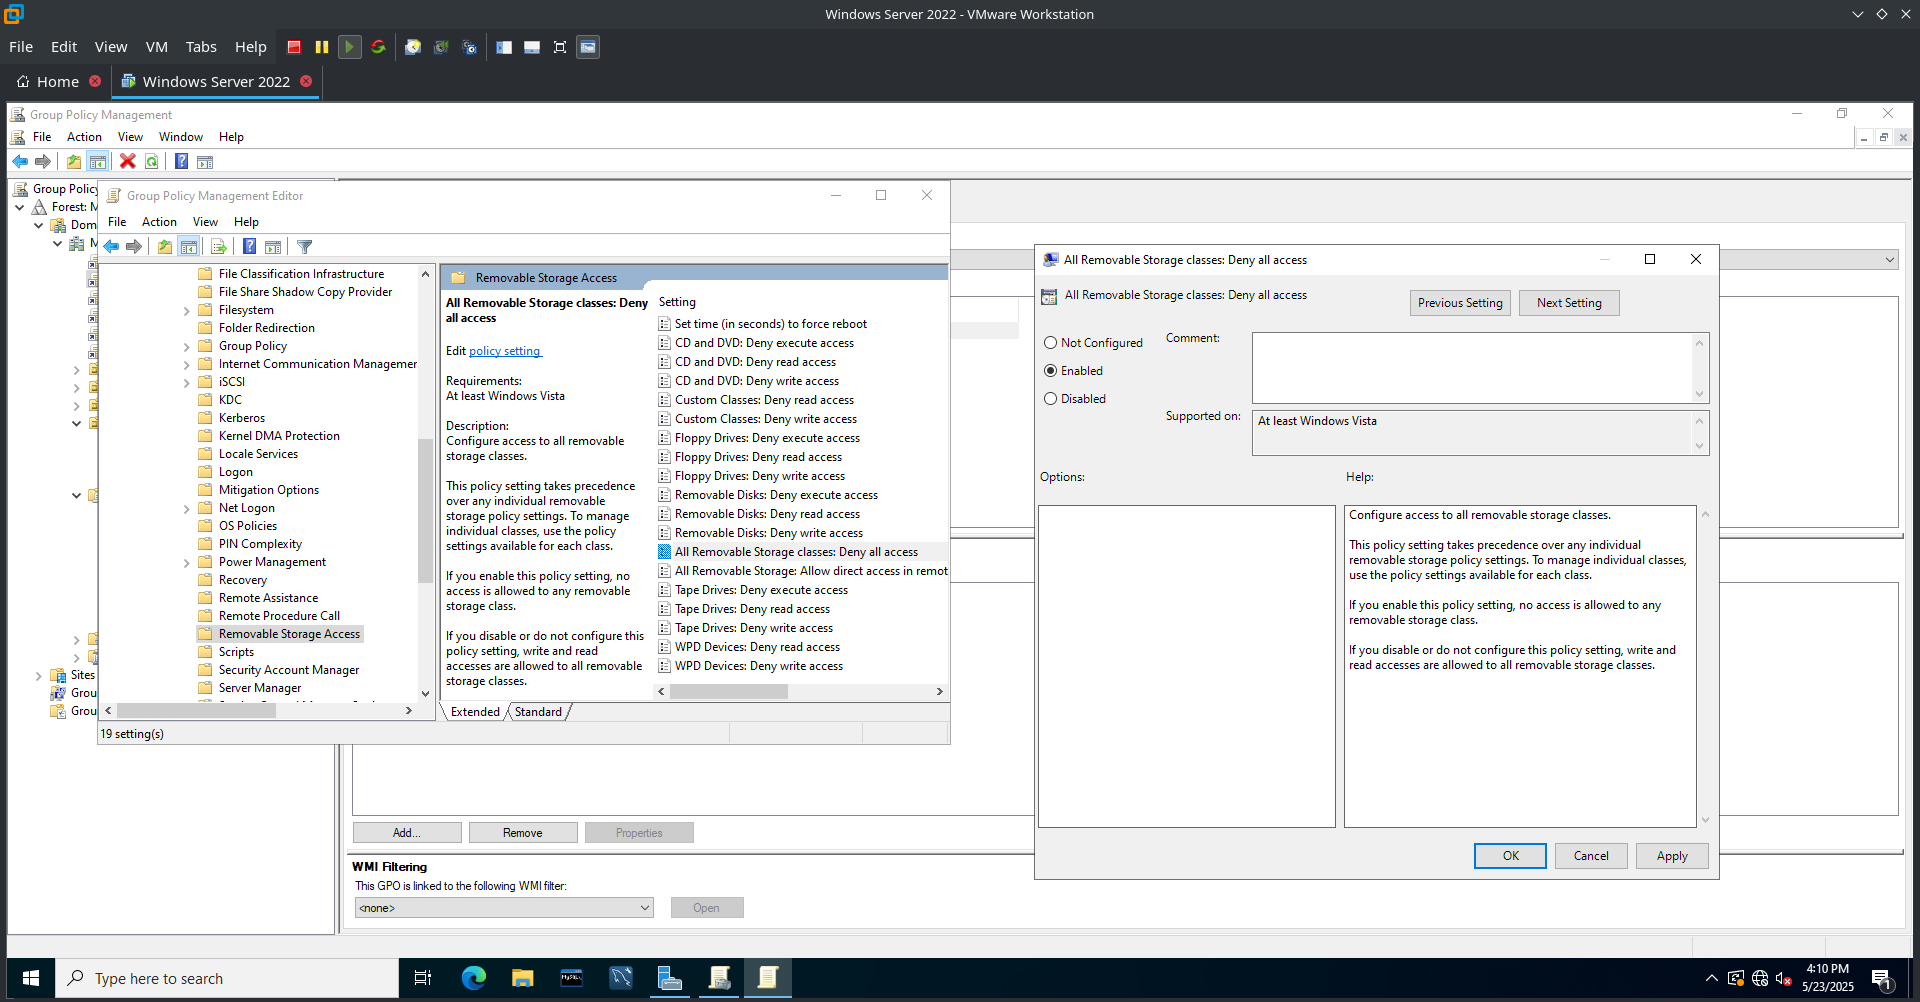 Windows Server 2022 - VMware Workstation
File Edit View VM Tabs Help
Home
Windows Server 2022
Group Policy Management
File Action View Window Help
Group Policy
Forest: M
Dom
M
Sites
Grou
Grou
Group Policy Management Editor
File Action View Help
File Classification Infrastructure
File Share Shadow Copy Provider
Filesystem
Folder Redirection
Group Policy
Internet Communication Managemer
iSCSI
KDC
Kerberos
Kernel DMA Protection
Locale Services
Logon
Mitigation Options
Net Logon
OS Policies
PIN Complexity
Power Management
Recovery
Remote Assistance
Remote Procedure Call
Removable Storage Access
Scripts
Security Account Manager
Server Manager
Removable Storage Access
All Removable Storage classes: Deny
all access
Edit policy setting
Requirements:
At least Windows Vista
Description:
Configure access to all removable
storage classes.
This policy setting takes precedence
over any individual removable
storage policy settings. To manage
individual classes, use the policy
settings available for each class.
If you enable this policy setting, no
access is allowed to any removable
storage class.
If you disable or do not configure this
policy setting, write and read
accesses are allowed to all removable
storage classes.
Setting
Set time (in seconds) to force reboot
CD and DVD: Deny execute access
CD and DVD: Deny read access
CD and DVD: Deny write access
Custom Classes: Deny read access
Custom Classes: Deny write access
Floppy Drives: Deny execute access
Floppy Drives: Deny read access
Floppy Drives: Deny write access
Removable Disks: Deny execute access
Removable Disks: Deny read access
Removable Disks: Deny write access
All Removable Storage classes: Deny all access
All Removable Storage: Allow direct access in remot
Tape Drives: Deny execute access
Tape Drives: Deny read access
Tape Drives: Deny write access
WPD Devices: Deny read access
WPD Devices: Deny write access
Extended Standard
19 setting(s)
All Removable Storage classes: Deny all access
All Removable Storage classes: Deny all access
Previous Setting Next Setting
Not Configured
Enabled
Disabled
Comment:
Supported on:
At least Windows Vista
Options:
Help:
Configure access to all removable storage classes.
This policy setting takes precedence over any individual
removable storage policy settings. To manage individual classes,
use the policy settings available for each class.
If you enable this policy setting, no access is allowed to any
removable storage class.
If you disable or do not configure this policy setting, write and
read accesses are allowed to all removable storage classes.
OK Cancel Apply
Add... Remove Properties
WMI Filtering
This GPO is linked to the following WMI filter:
<none>
Open
Type here to search
MySQL
4:10 PM
5/23/2025
1